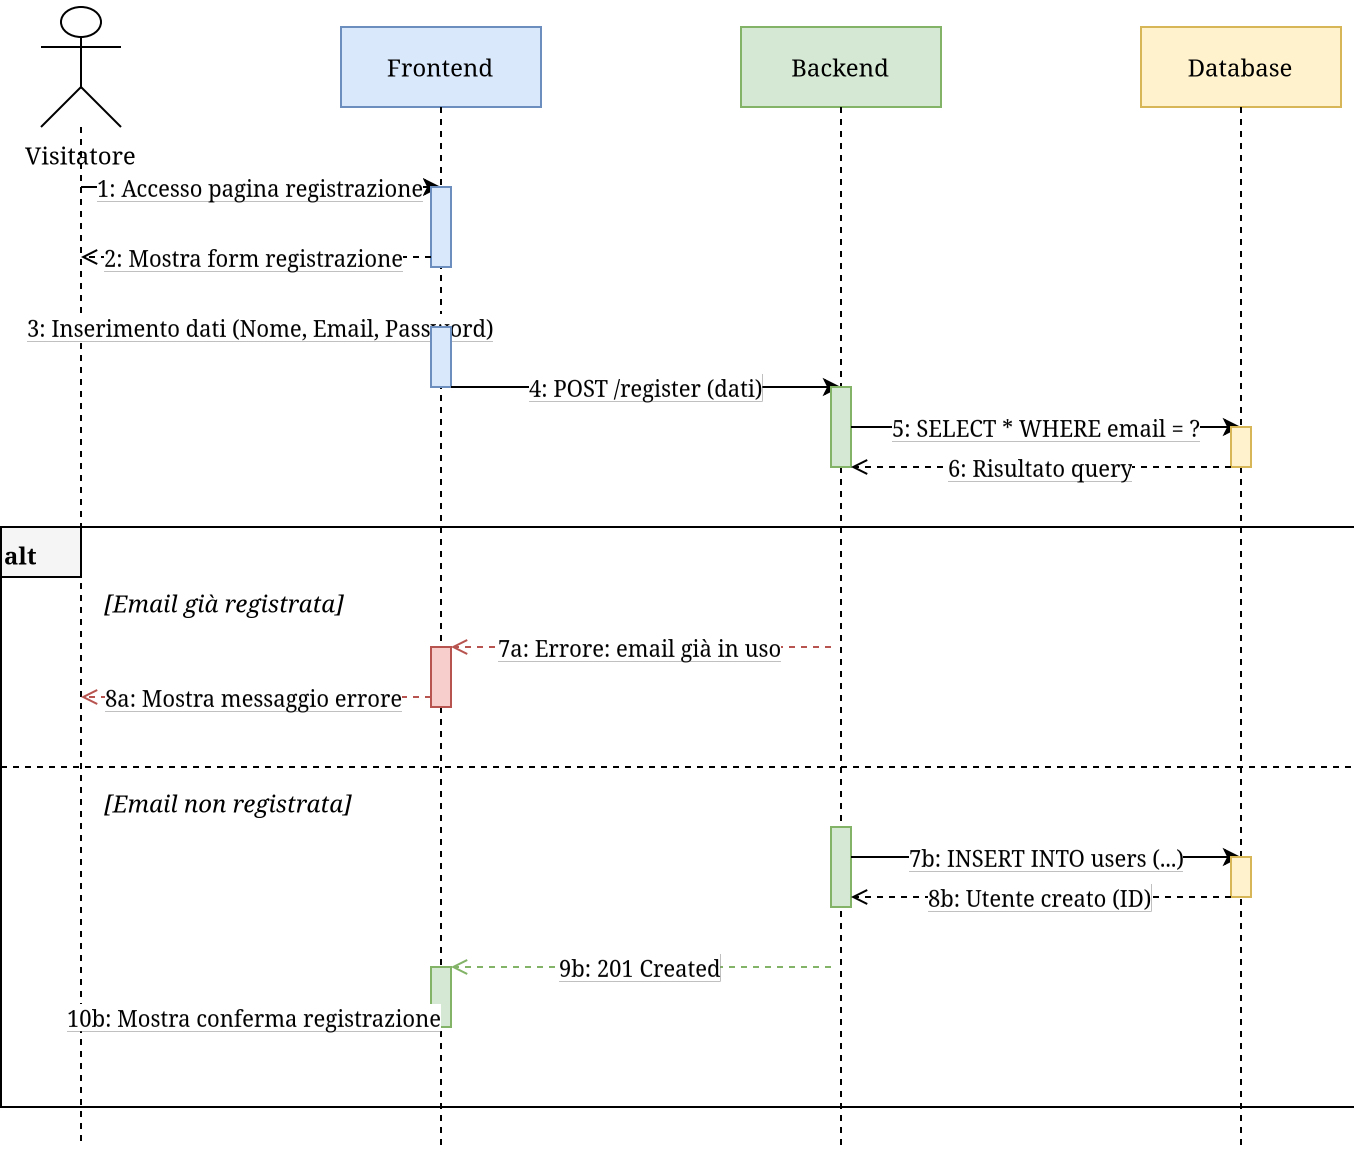 Frontend
Backend
Database
Visitatore
1: Accesso pagina registrazione
2: Mostra form registrazione
3: Inserimento dati (Nome, Email, Password)
4: POST /register (dati)
5: SELECT * WHERE email = ?
6: Risultato query
alt
[Email già registrata]
7a: Errore: email già in uso
8a: Mostra messaggio errore
[Email non registrata]
7b: INSERT INTO users (...)
8b: Utente creato (ID)
9b: 201 Created
10b: Mostra conferma registrazione